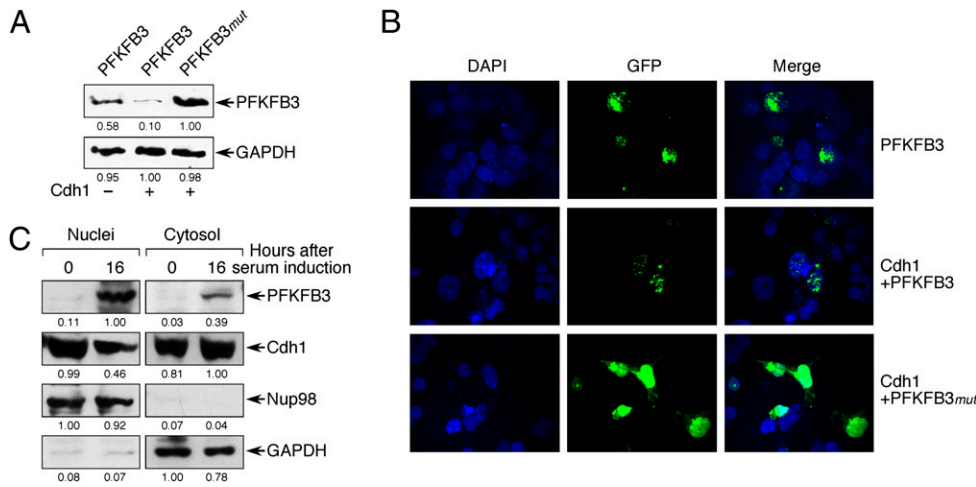 A
PFKFB3 PFKFB3 PFKFB3mut
PFKFB3
0.58 0.10 1.00
GAPDH
0.95 1.00 0.98
Cdh1 – + +
B
DAPI GFP Merge
PFKFB3
Cdh1
+PFKFB3
Cdh1
+PFKFB3mut
C
Nuclei Cytosol
Hours after
serum induction
0 16 0 16
PFKFB3
0.11 1.00 0.03 0.39
Cdh1
0.99 0.46 0.81 1.00
Nup98
1.00 0.92 0.07 0.04
GAPDH
0.08 0.07 1.00 0.78